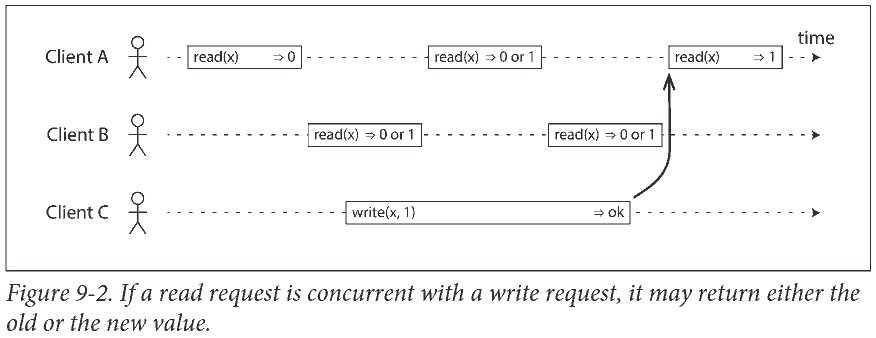 time
Client A read(x) ⇒ 0 read(x) ⇒ 0 or 1 read(x) ⇒ 1
Client B read(x) ⇒ 0 or 1 read(x) ⇒ 0 or 1
Client C write(x, 1) ⇒ ok
Figure 9-2. If a read request is concurrent with a write request, it may return either the
old or the new value.